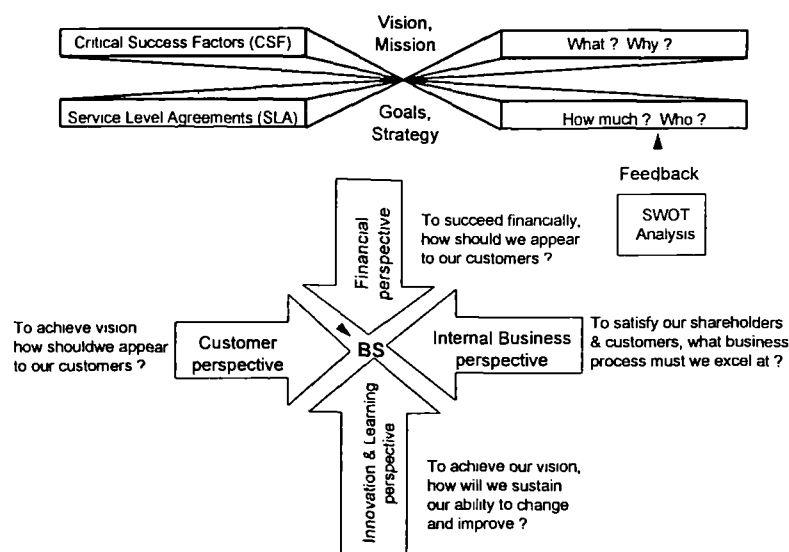 Critical Success Factors (CSF)
Vision,
Mission
What ? Why ?
Service Level Agreements (SLA)
Goals,
Strategy
How much ? Who ?
Feedback
SWOT
Analysis
Financial
perspective
To succeed financially,
how should we appear
to our customers ?
To achieve vision
how shouldwe appear
to our customers ?
Customer
perspective
BS
Internal Business
perspective
To satisfy our shareholders
& customers, what business
process must we excel at ?
Innovation & Learning
perspective
To achieve our vision,
how will we sustain
our ability to change
and improve ?